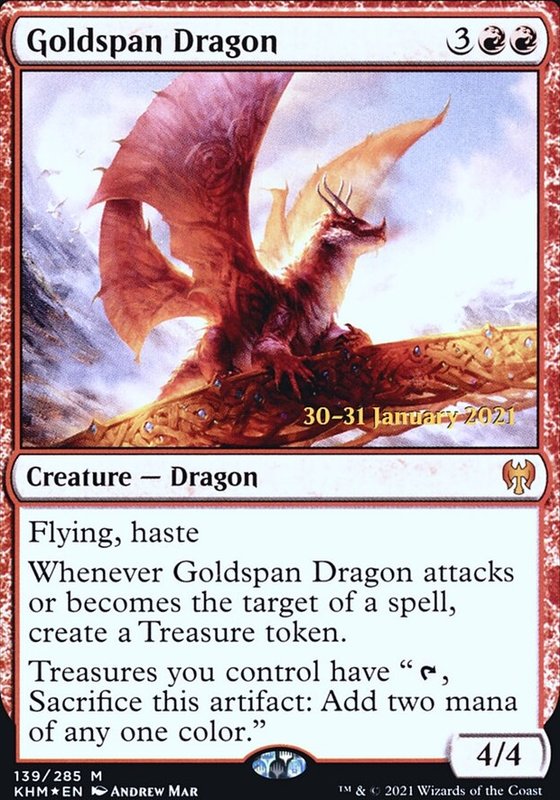 Goldspan Dragon 3
30-31 January 2021
Creature — Dragon
Flying, haste
Whenever Goldspan Dragon attacks
or becomes the target of a spell,
create a Treasure token.
Treasures you control have “ ,
Sacrifice this artifact: Add two mana
of any one color.”
4/4
139/285 M
KHM★EN Andrew Mar
™ & © 2021 Wizards of the Coast